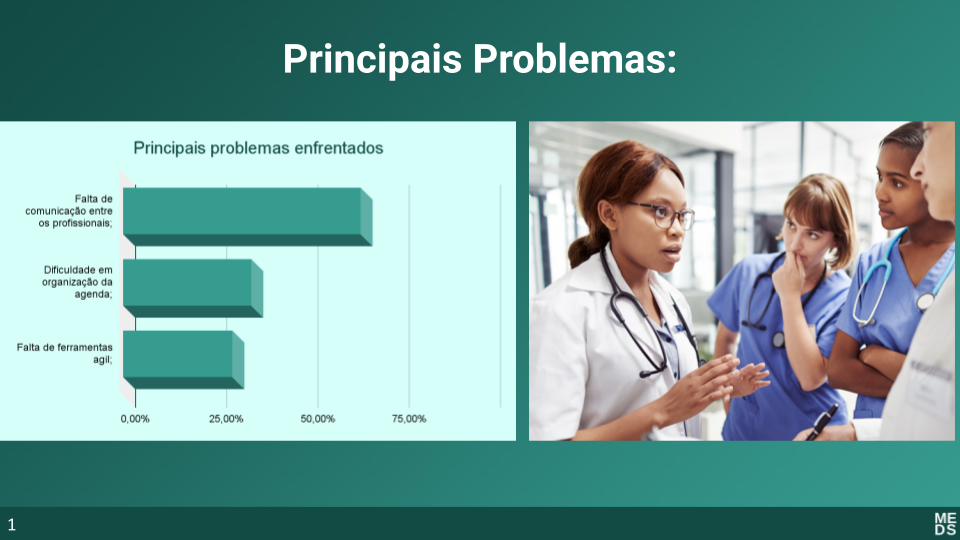 Principais Problemas:
Principais problemas enfrentados
Falta de
comunicação entre
os profissionais;
Dificuldade em
organização da
agenda;
Falta de ferramentas
agil;
0,00%
25,00%
50,00%
75,00%
1
ME
DS